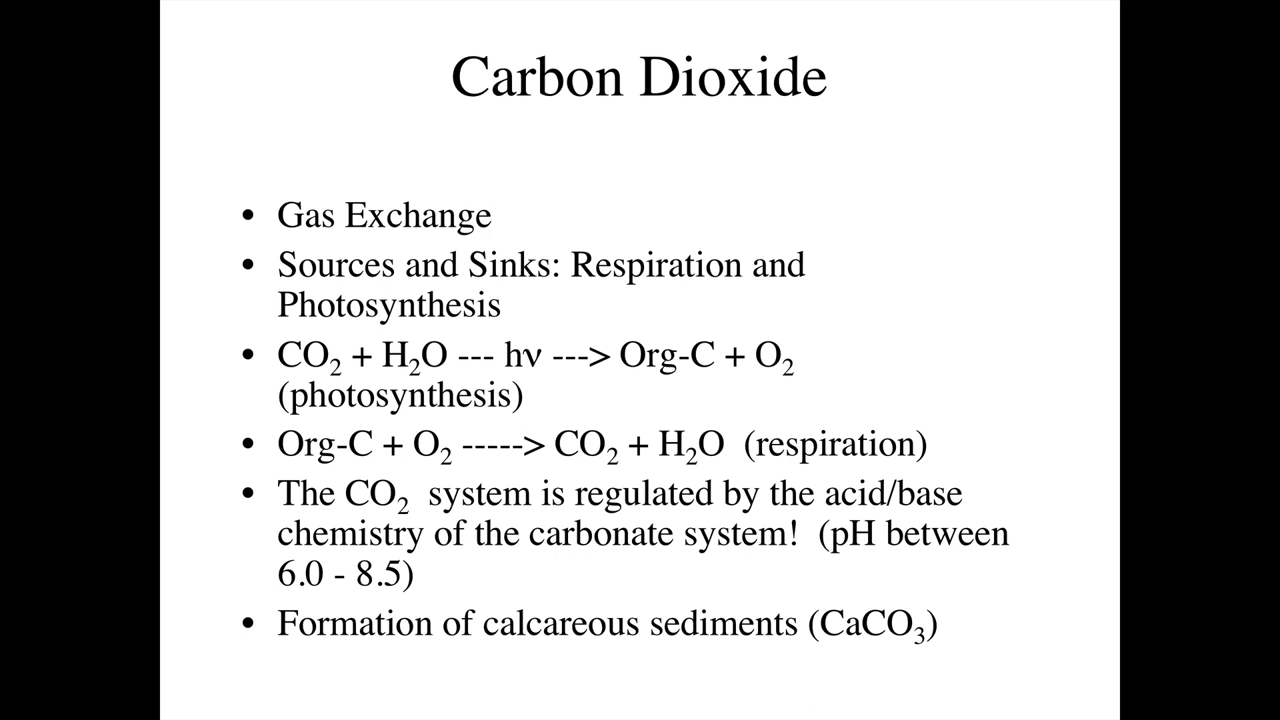 Carbon Dioxide
• Gas Exchange
• Sources and Sinks: Respiration and
Photosynthesis
• CO₂ + H₂O --- hν ---> Org-C + O₂
(photosynthesis)
• Org-C + O₂ -----> CO₂ + H₂O (respiration)
• The CO₂ system is regulated by the acid/base
chemistry of the carbonate system! (pH between
6.0 - 8.5)
• Formation of calcareous sediments (CaCO₃)